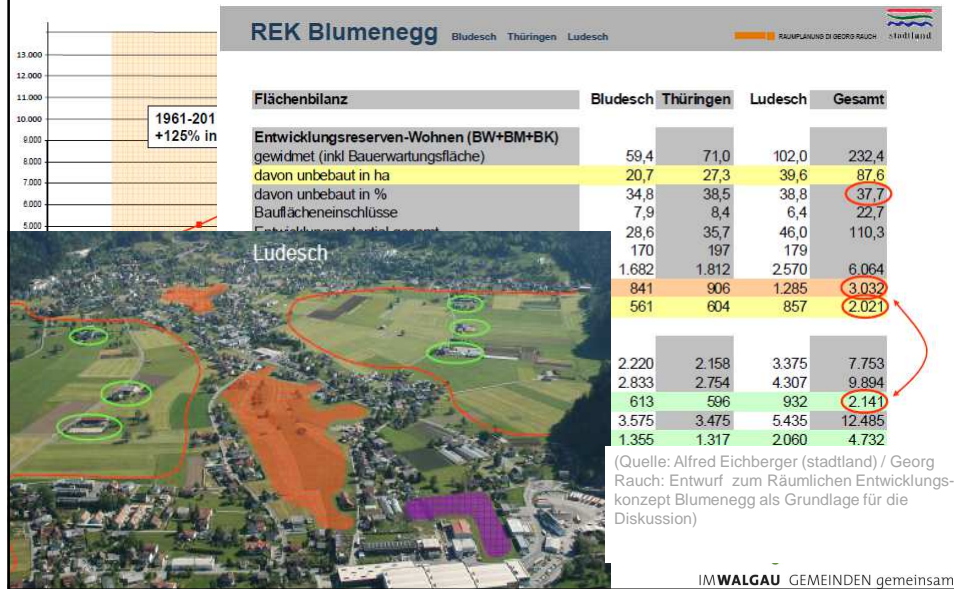 REK Blumenegg Bludesch Thüringen Ludesch
RAUMPLANUNG DI GEORG RAUCH stadtland
13.000
12.000
11.000
10.000
9.000
8.000
7.000
6.000
5.000
1961-201
+125% in
Flächenbilanz Bludesch Thüringen Ludesch Gesamt
Entwicklungsreserven-Wohnen (BW+BM+BK)
gewidmet (inkl Bauerwartungsfläche) 59,4 71,0 102,0 232,4
davon unbebaut in ha 20,7 27,3 39,6 87,6
davon unbebaut in % 34,8 38,5 38,8 37,7
Bauflächeneinschlüsse 7,9 8,4 6,4 22,7
28,6 35,7 46,0 110,3
170 197 179
1.682 1.812 2.570 6.064
841 906 1.285 3.032
561 604 857 2.021
2.220 2.158 3.375 7.753
2.833 2.754 4.307 9.894
613 596 932 2.141
3.575 3.475 5.435 12.485
1.355 1.317 2.060 4.732
Ludesch
(Quelle: Alfred Eichberger (stadtland) / Georg
Rauch: Entwurf zum Räumlichen Entwicklungs-
konzept Blumenegg als Grundlage für die
Diskussion)
IMWALGAU GEMEINDEN gemeinsam